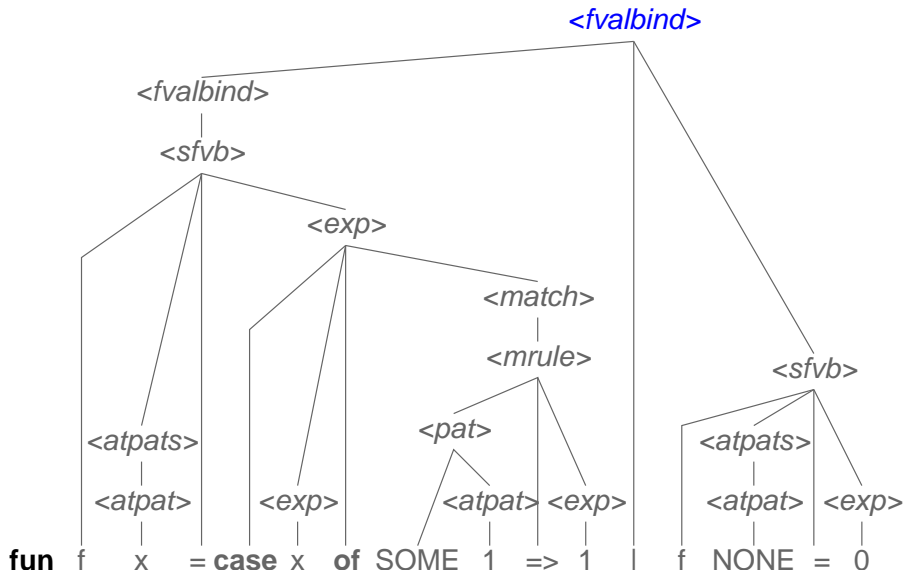 <fvalbind>
<fvalbind>
<sfvb>
<exp>
<match>
<mrule>
<sfvb>
<atpats>
<pat>
<atpats>
<atpat>
<exp>
<atpat>
<exp>
<atpat>
<exp>
fun f x = case x of SOME 1 => 1 | f NONE = 0